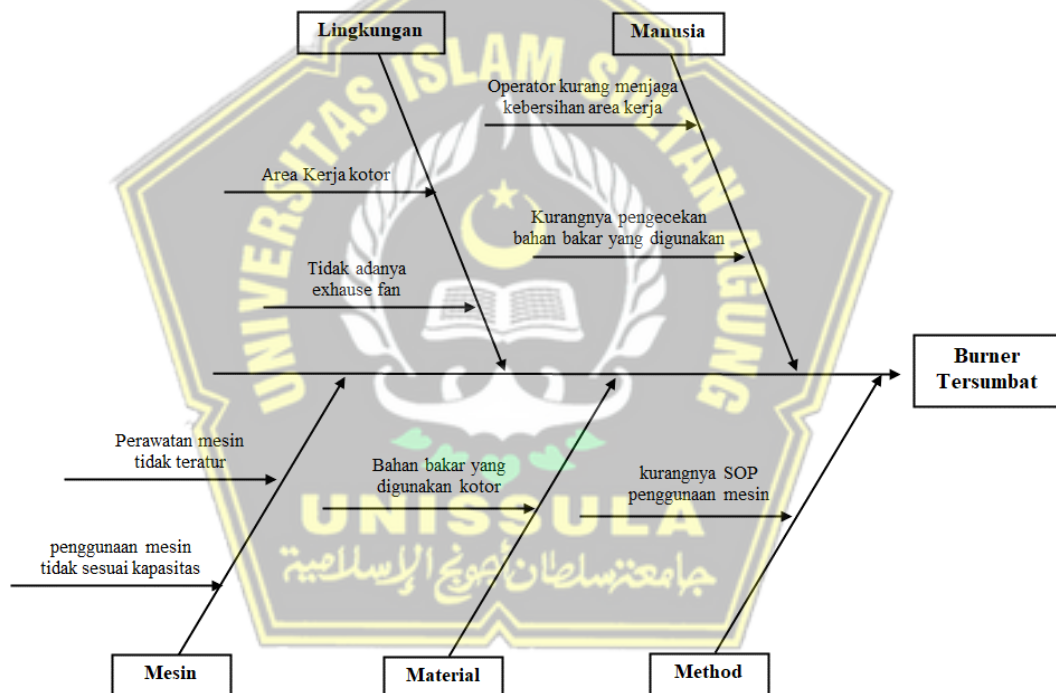 Lingkungan
Manusia
Operator kurang menjaga
kebersihan area kerja
Area Kerja kotor
Kurangnya pengecekan
bahan bakar yang digunakan
Tidak adanya
exhause fan
Burner
Tersumbat
Perawatan mesin
tidak teratur
Bahan bakar yang
digunakan kotor
kurangnya SOP
penggunaan mesin
penggunaan mesin
tidak sesuai kapasitas
Mesin
Material
Method
UNIVERSITAS ISLAM SULTAN AGUNG
UNISSULA
جامعة سلطان أجونج الإسلامية